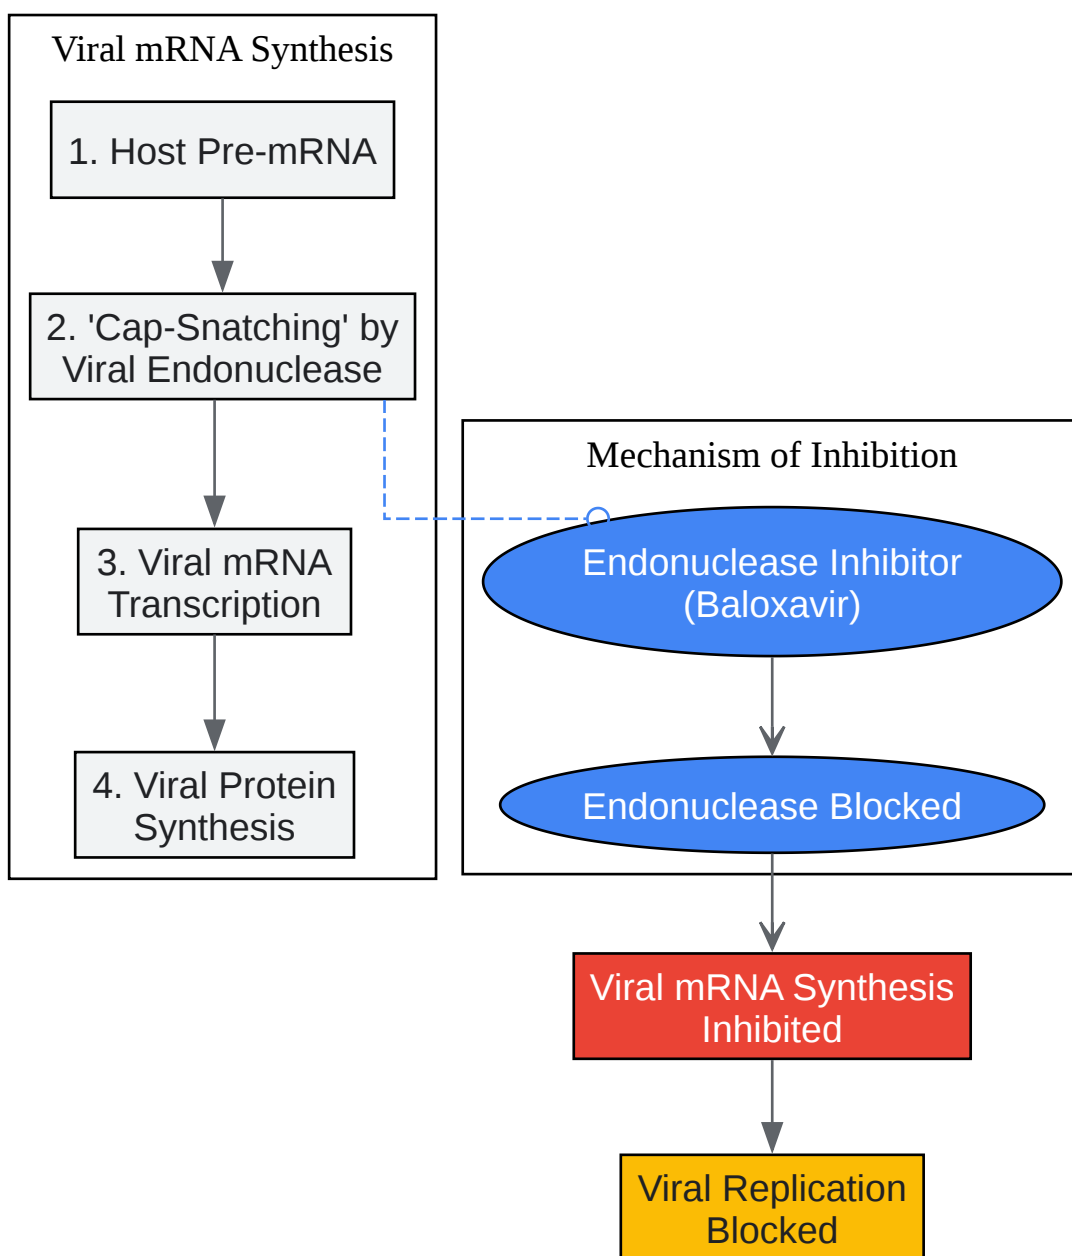 Viral mRNA Synthesis
1. Host Pre-mRNA
2. 'Cap-Snatching' by
Viral Endonuclease
3. Viral mRNA
Transcription
4. Viral Protein
Synthesis
Mechanism of Inhibition
Endonuclease Inhibitor
(Baloxavir)
Endonuclease Blocked
Viral mRNA Synthesis
Inhibited
Viral Replication
Blocked